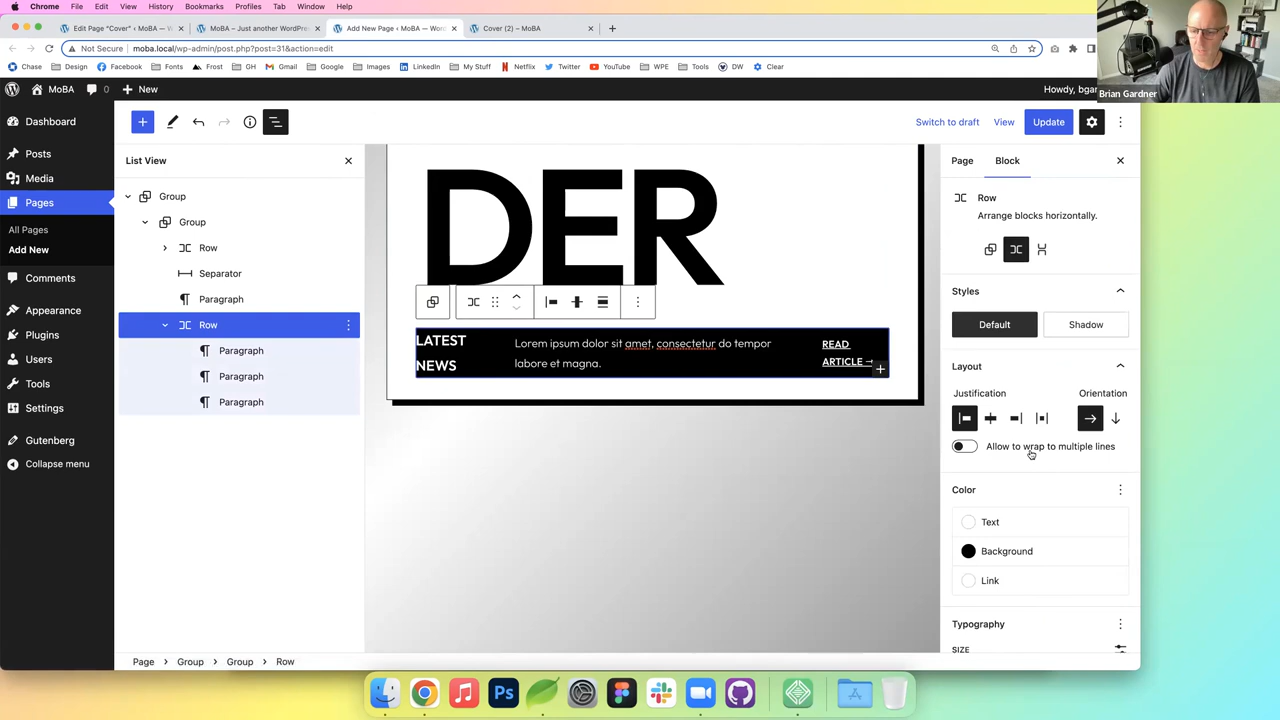 Chrome File Edit View History Bookmarks Profiles Tab Window Help
Edit Page "Cover" ‹ MoBA — W
MoBA – Just another WordPress
Add New Page ‹ MoBA — Wor
Cover (2) – MoBA
Not Secure moba.local/wp-admin/post.php?post=31&action=edit
Chase Design Facebook Fonts Frost GH Gmail Google Images LinkedIn My Stuff Netflix Twitter YouTube WPE Tools DW Clear
Brian Gardner
MoBA 0 New Howdy, bgar
Dashboard
Posts
Media
Pages
All Pages
Add New
Comments
Appearance
Plugins
Users
Tools
Settings
Gutenberg
Collapse menu
Switch to draft View Update
List View
Group
Group
Row
Separator
Paragraph
Row
Paragraph
Paragraph
Paragraph
DER
LATEST
NEWS
Lorem ipsum dolor sit amet, consectetur do tempor
labore et magna.
READ
ARTICLE →
Page Block
Row
Arrange blocks horizontally.
Styles
Default Shadow
Layout
Justification Orientation
Allow to wrap to multiple lines
Color
Text
Background
Link
Typography
SIZE
Page › Group › Group › Row
Ps